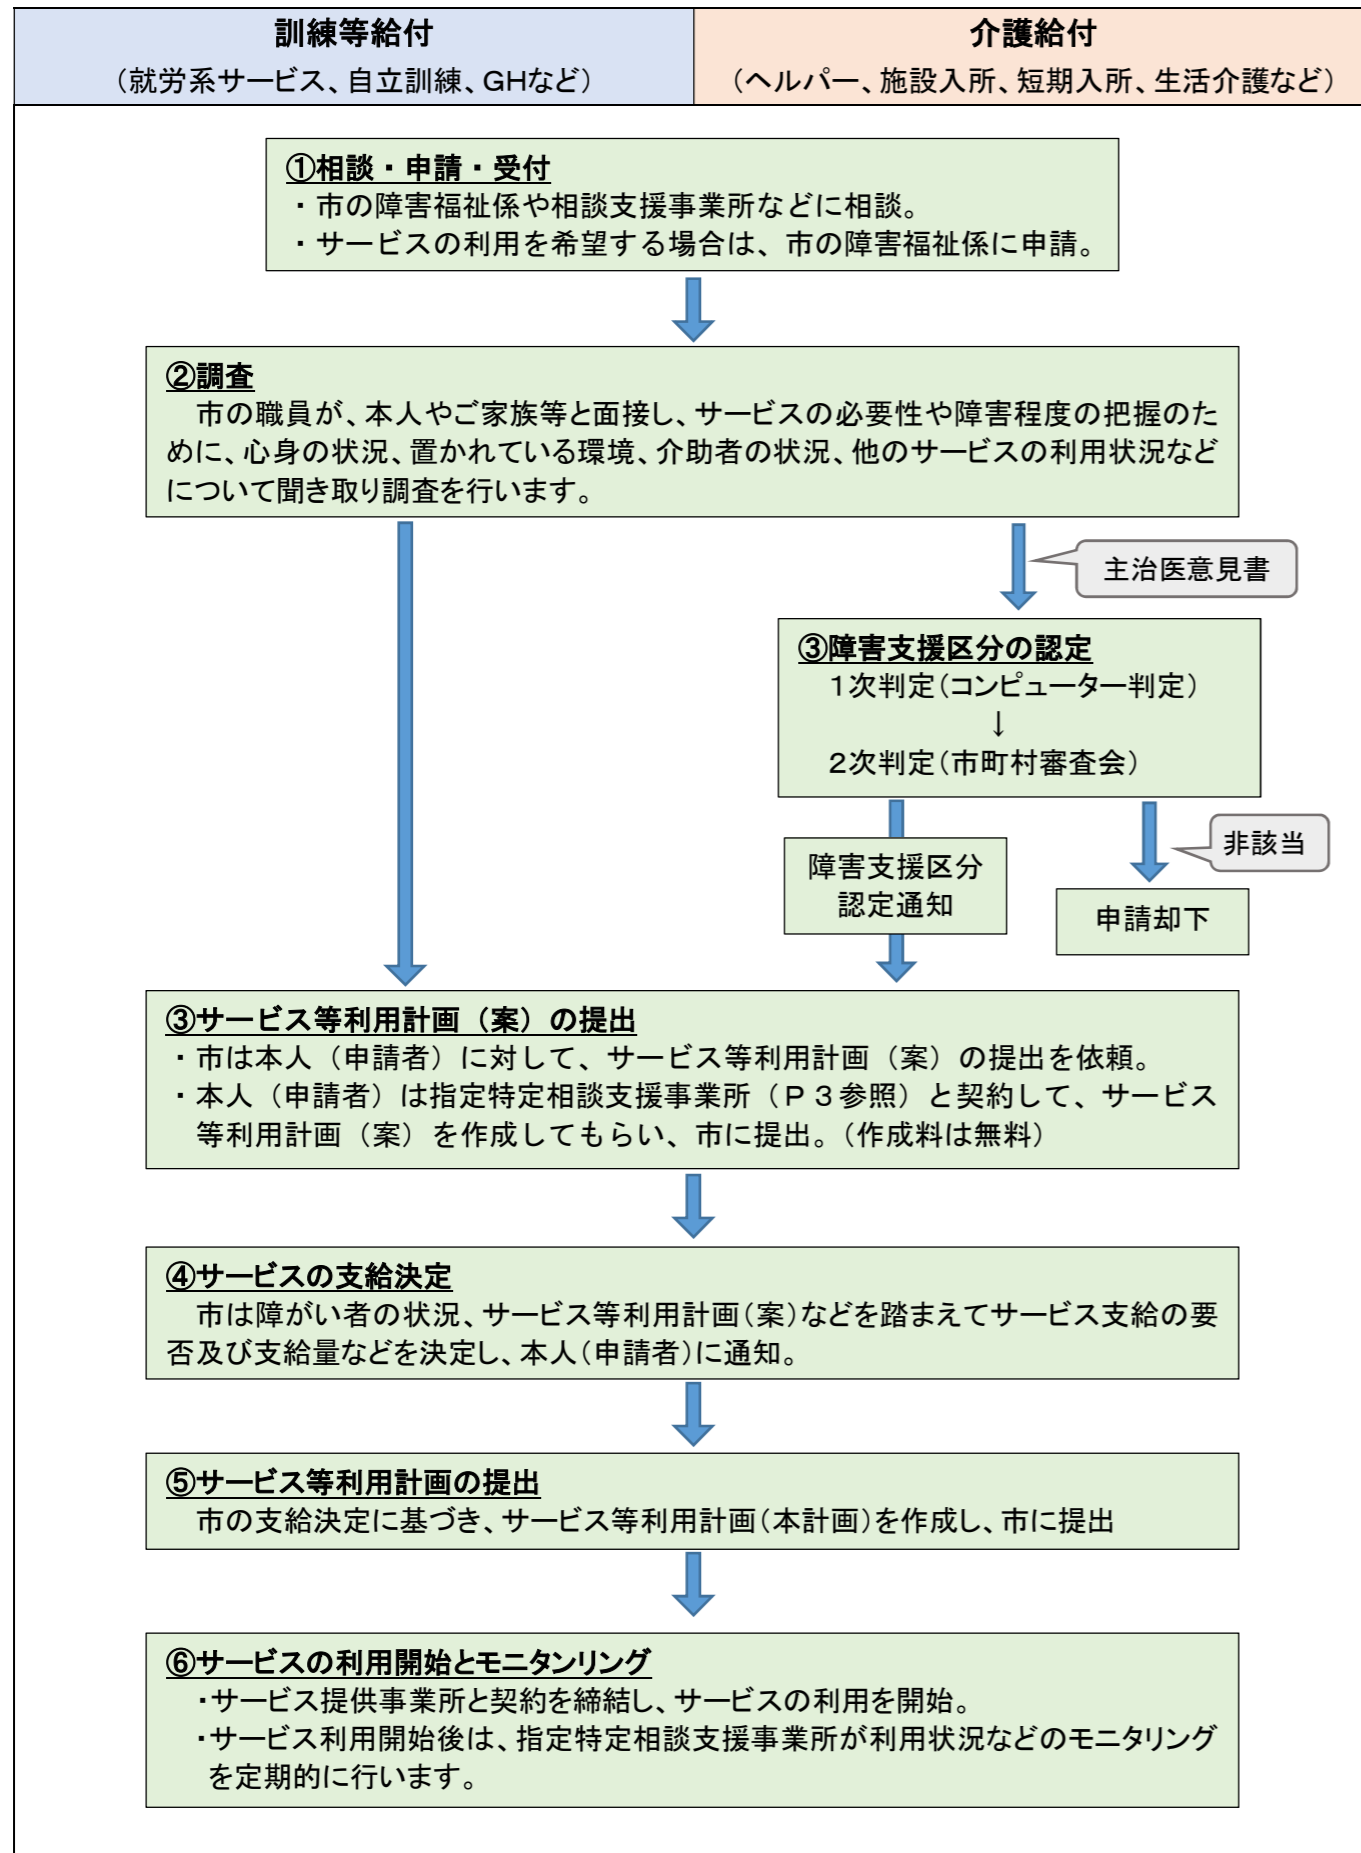 訓練等給付
（就労系サービス、自立訓練、GHなど）
介護給付
（ヘルパー、施設入所、短期入所、生活介護など）
①相談・申請・受付
・市の障害福祉係や相談支援事業所などに相談。
・サービスの利用を希望する場合は、市の障害福祉係に申請。
②調査
市の職員が、本人やご家族等と面接し、サービスの必要性や障害程度の把握のた
めに、心身の状況、置かれている環境、介助者の状況、他のサービスの利用状況など
について聞き取り調査を行います。
主治医意見書
③障害支援区分の認定
１次判定（コンピューター判定）
↓
２次判定（市町村審査会）
非該当
障害支援区分
認定通知
申請却下
③サービス等利用計画（案）の提出
・市は本人（申請者）に対して、サービス等利用計画（案）の提出を依頼。
・本人（申請者）は指定特定相談支援事業所（Ｐ３参照）と契約して、サービス
等利用計画（案）を作成してもらい、市に提出。（作成料は無料）
④サービスの支給決定
市は障がい者の状況、サービス等利用計画（案）などを踏まえてサービス支給の要
否及び支給量などを決定し、本人（申請者）に通知。
⑤サービス等利用計画の提出
市の支給決定に基づき、サービス等利用計画（本計画）を作成し、市に提出
⑥サービスの利用開始とモニタンリング
・サービス提供事業所と契約を締結し、サービスの利用を開始。
・サービス利用開始後は、指定特定相談支援事業所が利用状況などのモニタリング
を定期的に行います。